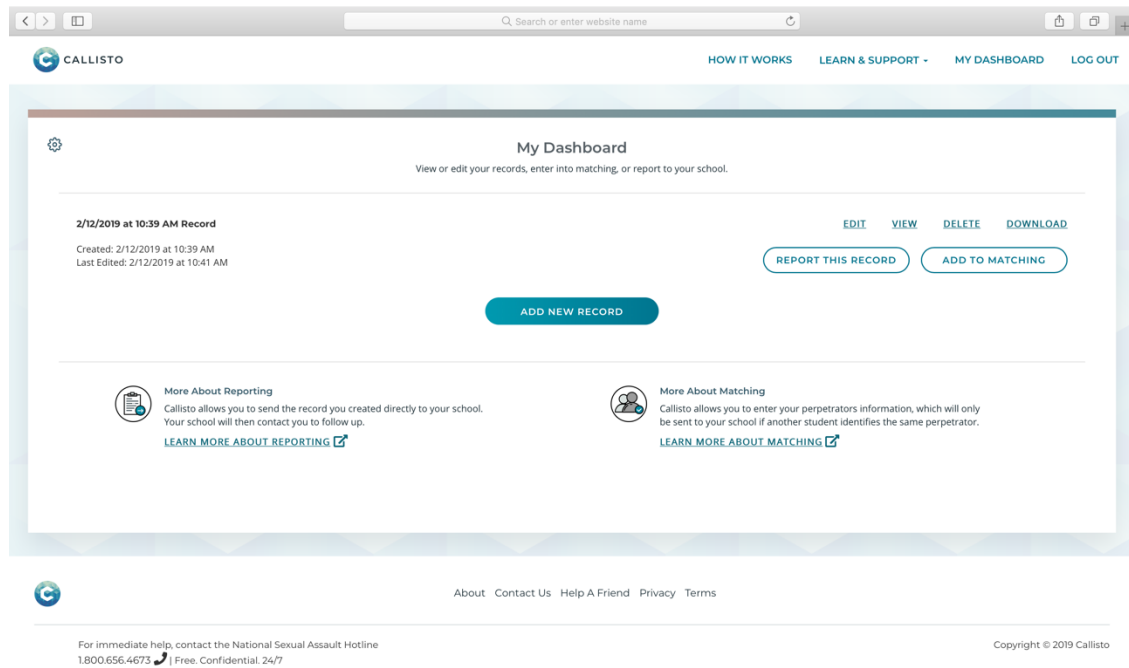 Search or enter website name
CALLISTO
HOW IT WORKS LEARN & SUPPORT MY DASHBOARD LOG OUT
My Dashboard
View or edit your records, enter into matching, or report to your school.
2/12/2019 at 10:39 AM Record
EDIT VIEW DELETE DOWNLOAD
Created: 2/12/2019 at 10:39 AM
Last Edited: 2/12/2019 at 10:41 AM
REPORT THIS RECORD ADD TO MATCHING
ADD NEW RECORD
More About Reporting
Callisto allows you to send the record you created directly to your school.
Your school will then contact you to follow up.
LEARN MORE ABOUT REPORTING
More About Matching
Callisto allows you to enter your perpetrators information, which will only
be sent to your school if another student identifies the same perpetrator.
LEARN MORE ABOUT MATCHING
About Contact Us Help A Friend Privacy Terms
For immediate help, contact the National Sexual Assault Hotline
1.800.656.4673 | Free. Confidential. 24/7
Copyright © 2019 Callisto